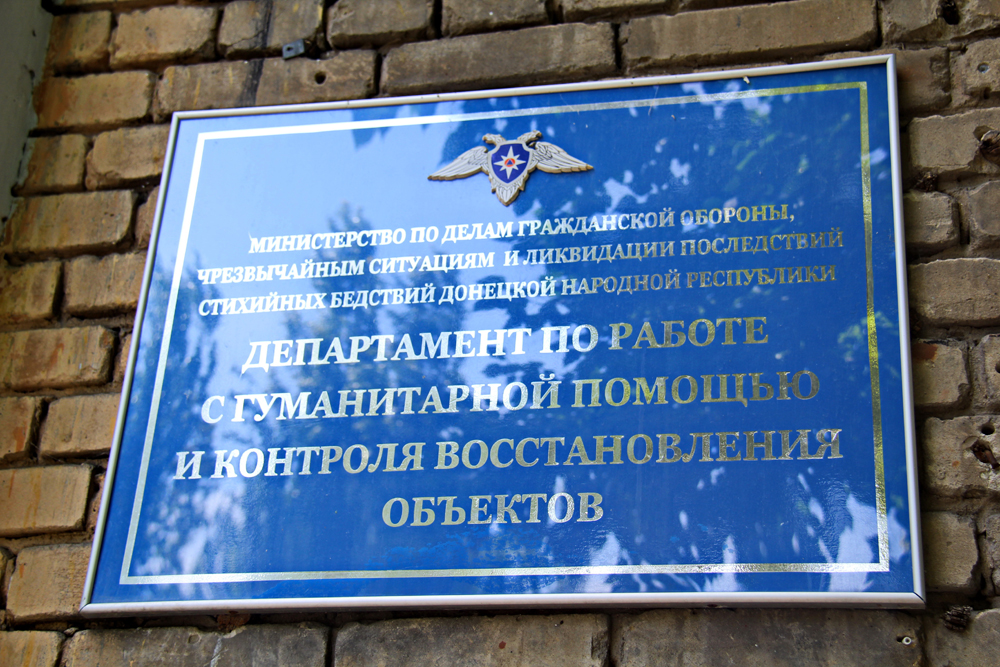 МИНИСТЕРСТВО ПО ДЕЛАМ ГРАЖДАНСКОЙ ОБОРОНЫ,
ЧРЕЗВЫЧАЙНЫМ СИТУАЦИЯМ И ЛИКВИДАЦИИ ПОСЛЕДСТВИЙ
СТИХИЙНЫХ БЕДСТВИЙ ДОНЕЦКОЙ НАРОДНОЙ РЕСПУБЛИКИ
ДЕПАРТАМЕНТ ПО РАБОТЕ
С ГУМАНИТАРНОЙ ПОМОЩЬЮ
И КОНТРОЛЯ ВОССТАНОВЛЕНИЯ
ОБЪЕКТОВ